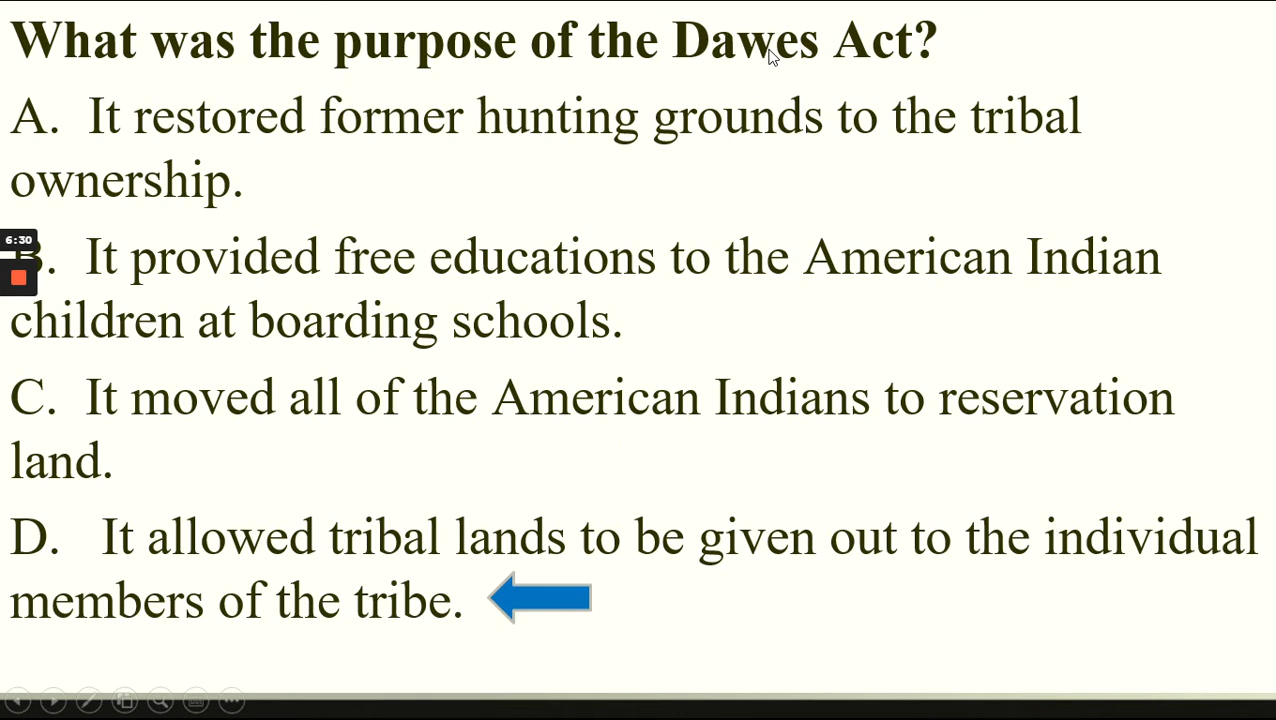 What was the purpose of the Dawes Act?
A. It restored former hunting grounds to the tribal
ownership.
6:30
B. It provided free educations to the American Indian
children at boarding schools.
C. It moved all of the American Indians to reservation
land.
D. It allowed tribal lands to be given out to the individual
members of the tribe.